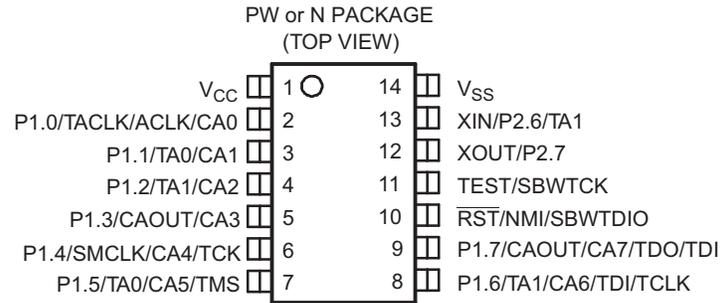 PW or N PACKAGE
(TOP VIEW)
VCC 1 14 VSS
P1.0/TACLK/ACLK/CA0 2 13 XIN/P2.6/TA1
P1.1/TA0/CA1 3 12 XOUT/P2.7
P1.2/TA1/CA2 4 11 TEST/SBWTCK
P1.3/CAOUT/CA3 5 10 RST/NMI/SBWTDIO
P1.4/SMCLK/CA4/TCK 6 9 P1.7/CAOUT/CA7/TDO/TDI
P1.5/TA0/CA5/TMS 7 8 P1.6/TA1/CA6/TDI/TCLK